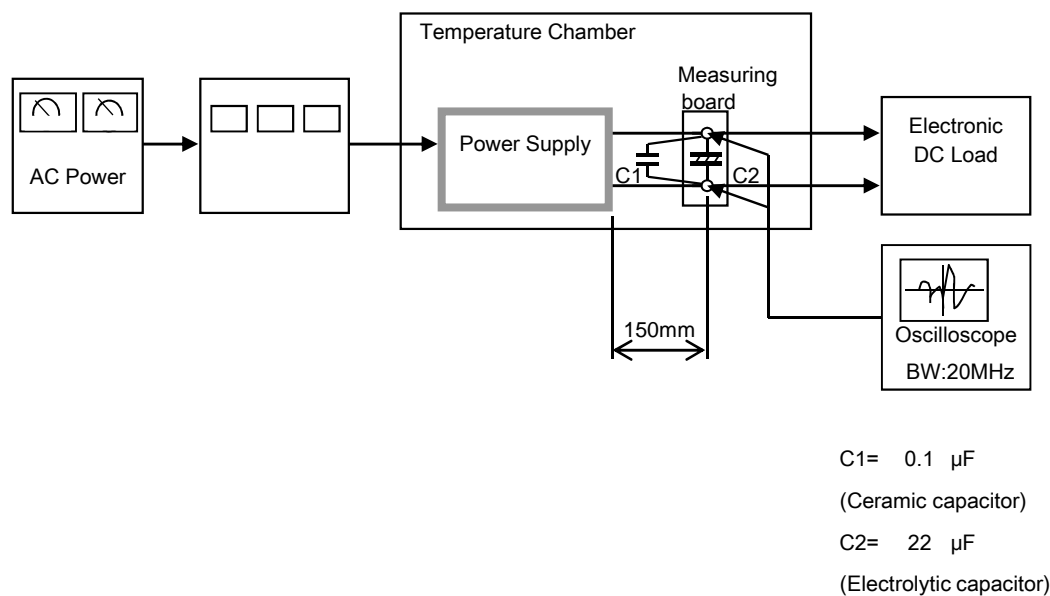 Temperature Chamber
Measuring
board
AC Power
Power Supply
C1
C2
Electronic
DC Load
150mm
Oscilloscope
BW:20MHz
C1= 0.1 µF
(Ceramic capacitor)
C2= 22 µF
(Electrolytic capacitor)